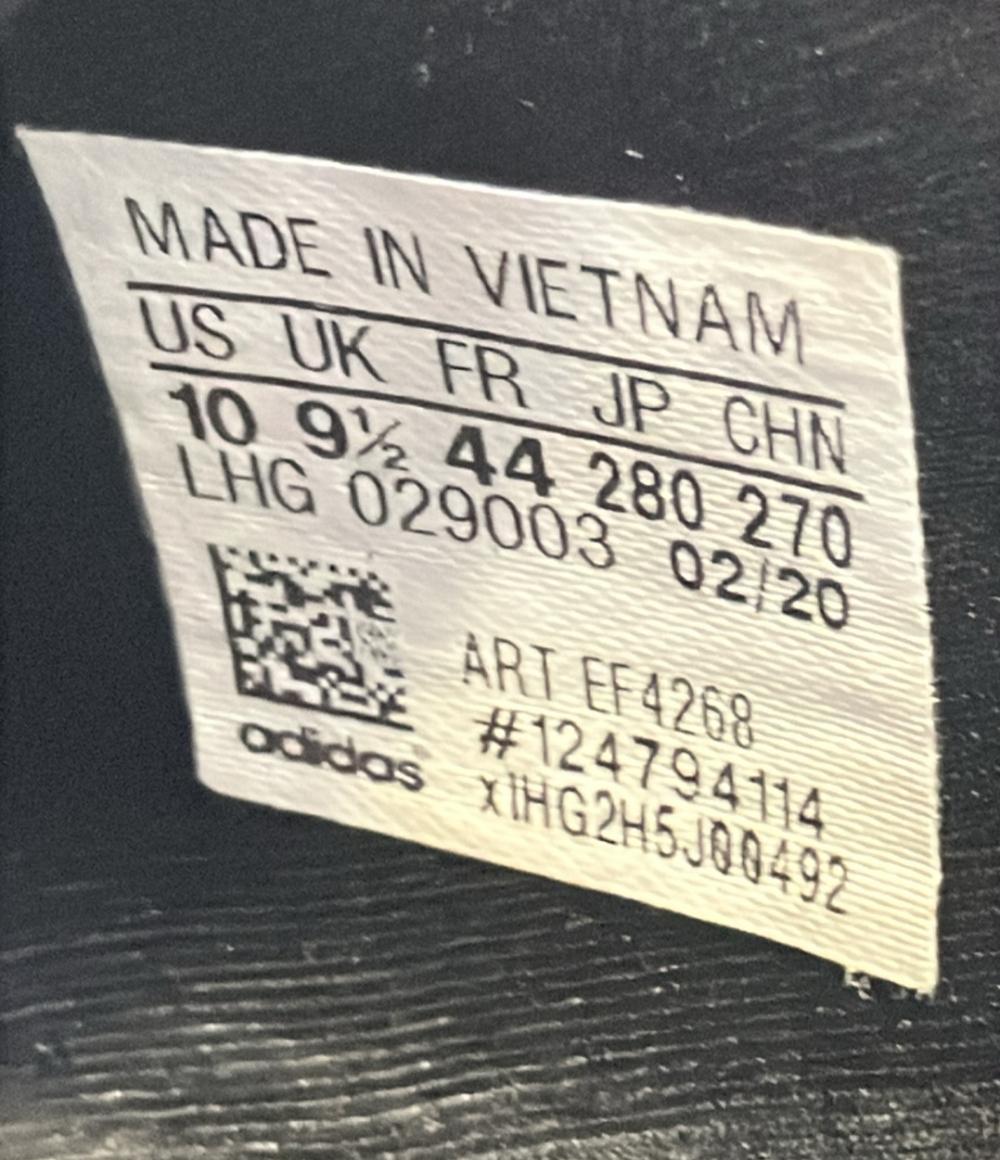 MADE IN VIETNAM
US UK FR JP CHN
10 9½ 44 280 270
LHG 029003 02/20
ART EF4268
#124794114
x1HG2H5J00492
adidas